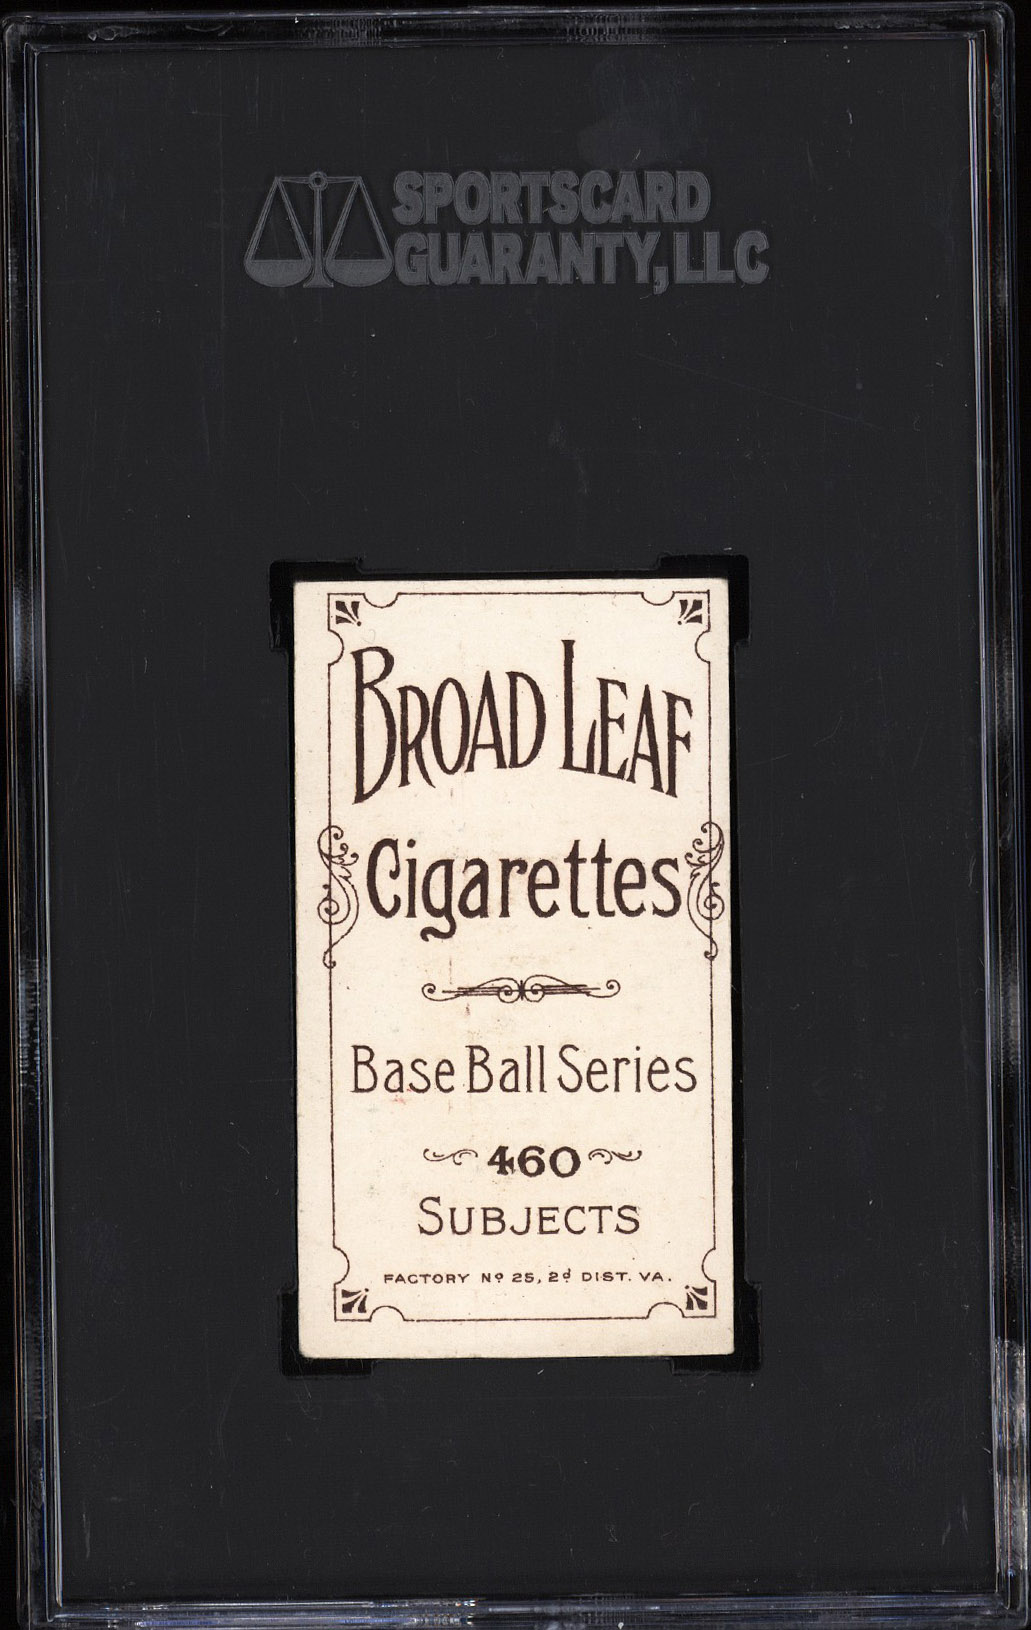 SPORTSCARD
GUARANTY, LLC
BROAD LEAF
Cigarettes
Base Ball Series
460
SUBJECTS
FACTORY Nº 25, 2ᵈ DIST. VA.